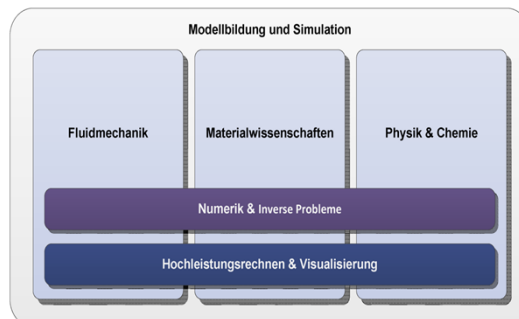 Modellbildung und Simulation
Fluidmechanik
Materialwissenschaften
Physik & Chemie
Numerik & Inverse Probleme
Hochleistungsrechnen & Visualisierung